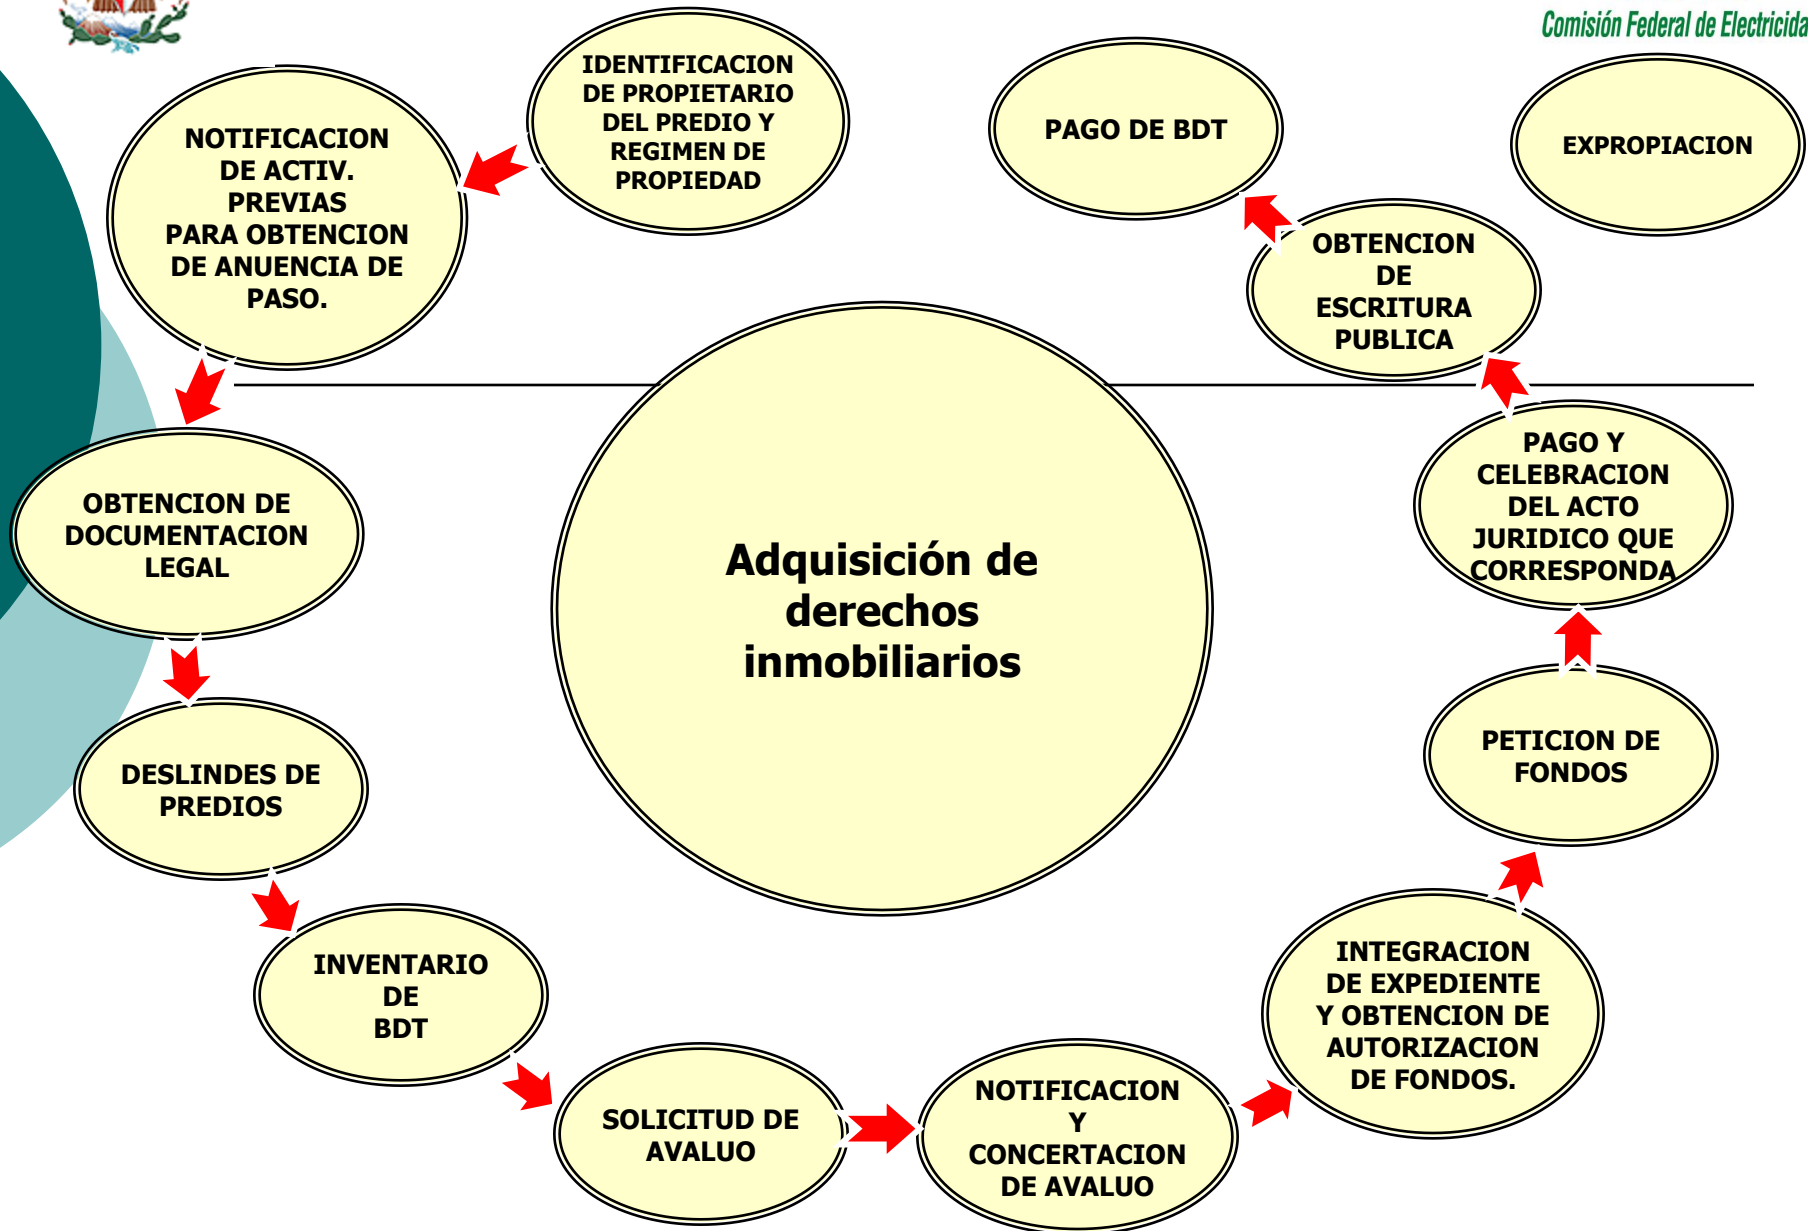 Comisión Federal de Electricida
IDENTIFICACION
DE PROPIETARIO
DEL PREDIO Y
REGIMEN DE
PROPIEDAD
NOTIFICACION
DE ACTIV.
PREVIAS
PARA OBTENCION
DE ANUENCIA DE
PASO.
OBTENCION DE
DOCUMENTACION
LEGAL
DESLINDES DE
PREDIOS
INVENTARIO
DE
BDT
SOLICITUD DE
AVALUO
NOTIFICACION
Y
CONCERTACION
DE AVALUO
INTEGRACION
DE EXPEDIENTE
Y OBTENCION DE
AUTORIZACION
DE FONDOS.
PETICION DE
FONDOS
PAGO Y
CELEBRACION
DEL ACTO
JURIDICO QUE
CORRESPONDA
OBTENCION
DE
ESCRITURA
PUBLICA
PAGO DE BDT
EXPROPIACION
Adquisición de
derechos
inmobiliarios